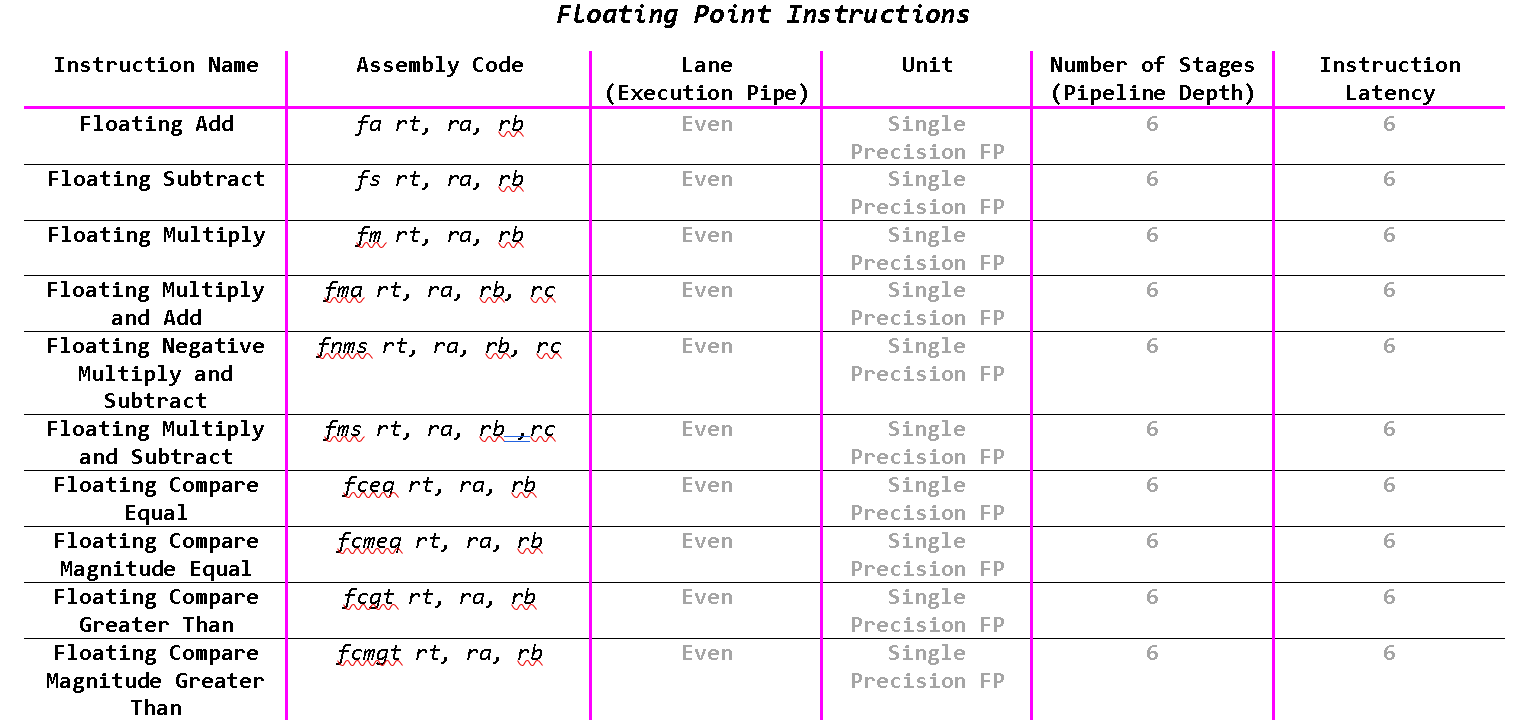 Floating Point Instructions
Instruction Name Assembly Code Lane Unit Number of Stages Instruction
(Execution Pipe) (Pipeline Depth) Latency
Floating Add fa rt, ra, rb Even Single 6 6
Precision FP
Floating Subtract fs rt, ra, rb Even Single 6 6
Precision FP
Floating Multiply fm rt, ra, rb Even Single 6 6
Precision FP
Floating Multiply fma rt, ra, rb, rc Even Single 6 6
and Add Precision FP
Floating Negative fnms rt, ra, rb, rc Even Single 6 6
Multiply and Precision FP
Subtract
Floating Multiply fms rt, ra, rb ,rc Even Single 6 6
and Subtract Precision FP
Floating Compare fceq rt, ra, rb Even Single 6 6
Equal Precision FP
Floating Compare fcmeq rt, ra, rb Even Single 6 6
Magnitude Equal Precision FP
Floating Compare fcgt rt, ra, rb Even Single 6 6
Greater Than Precision FP
Floating Compare fcmgt rt, ra, rb Even Single 6 6
Magnitude Greater Precision FP
Than